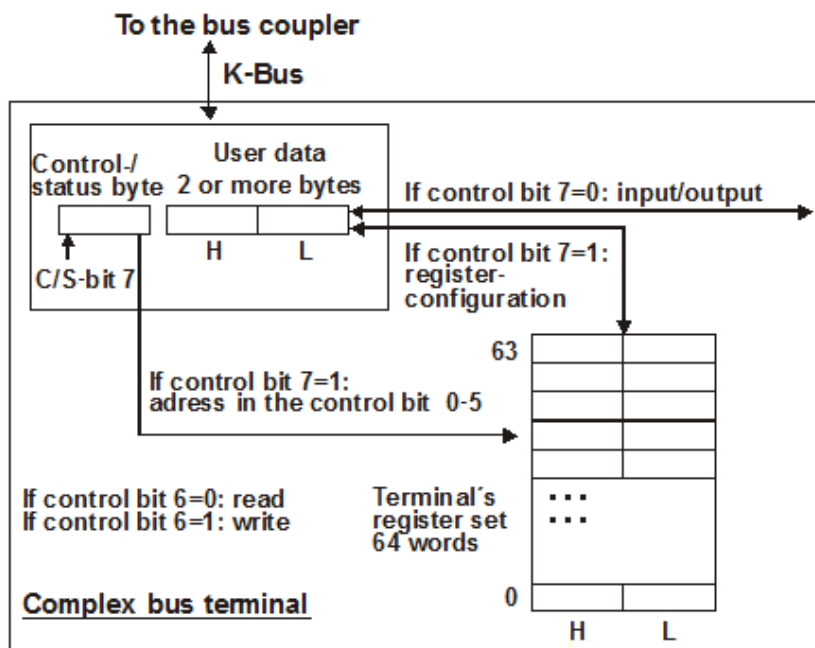 To the bus coupler
K-Bus
Control-/
status byte
User data
2 or more bytes
H
L
C/S-bit 7
If control bit 7=0: input/output
If control bit 7=1:
register-
configuration
63
If control bit 7=1:
adress in the control bit 0-5
If control bit 6=0: read
If control bit 6=1: write
Terminal´s
register set
64 words
...
...
0
Complex bus terminal
H
L